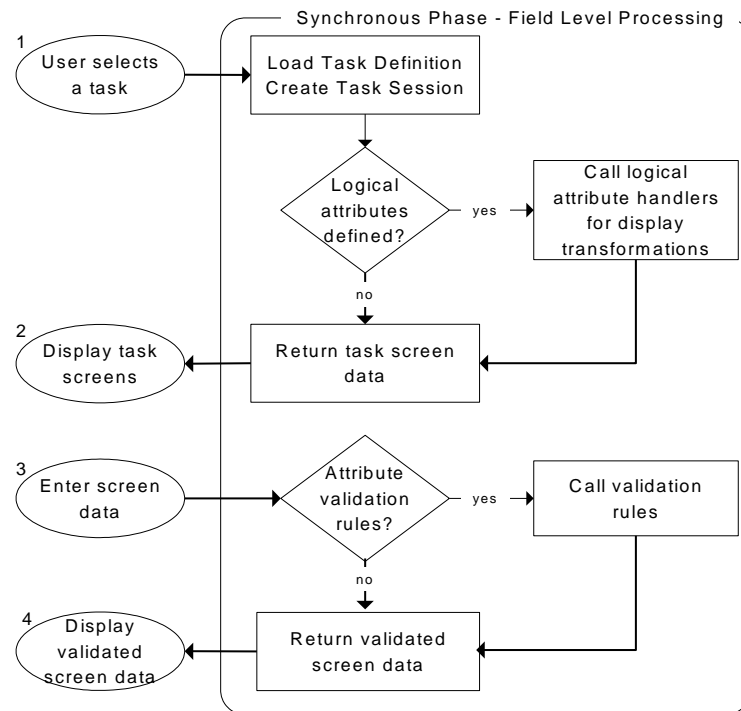 Synchronous Phase - Field Level Processing
1
User selects
a task
Load Task Definition
Create Task Session
Logical
attributes
defined?
yes
Call logical
attribute handlers
for display
transformations
no
2
Display task
screens
Return task screen
data
3
Enter screen
data
Attribute
validation
rules?
yes
Call validation
rules
no
4
Display
validated
screen data
Return validated
screen data